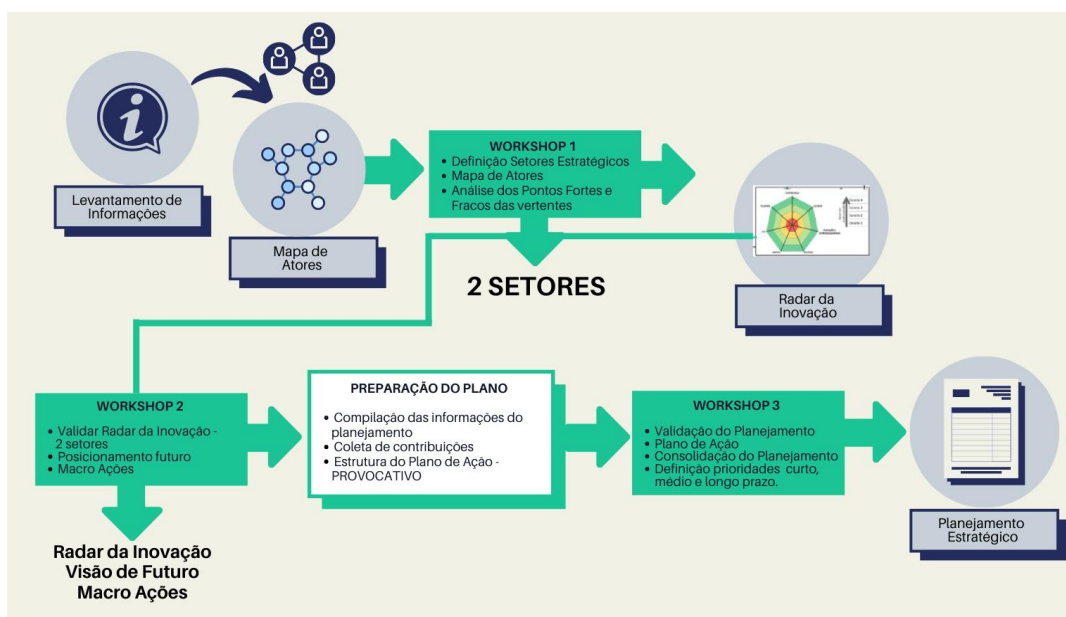 Levantamento de
Informações
Mapa de
Atores
WORKSHOP 1
• Definição Setores Estratégicos
• Mapa de Atores
• Análise dos Pontos Fortes e
Fracos das vertentes
2 SETORES
Radar da
Inovação
WORKSHOP 2
• Validar Radar da Inovação -
2 setores
• Posicionamento futuro
• Macro Ações
Radar da Inovação
Visão de Futuro
Macro Ações
PREPARAÇÃO DO PLANO
• Compilação das informações do
planejamento
• Coleta de contribuições
• Estrutura do Plano de Ação -
PROVOCATIVO
WORKSHOP 3
• Validação do Planejamento
• Plano de Ação
• Consolidação do Planejamento
• Definição prioridades curto,
médio e longo prazo.
Planejamento
Estratégico